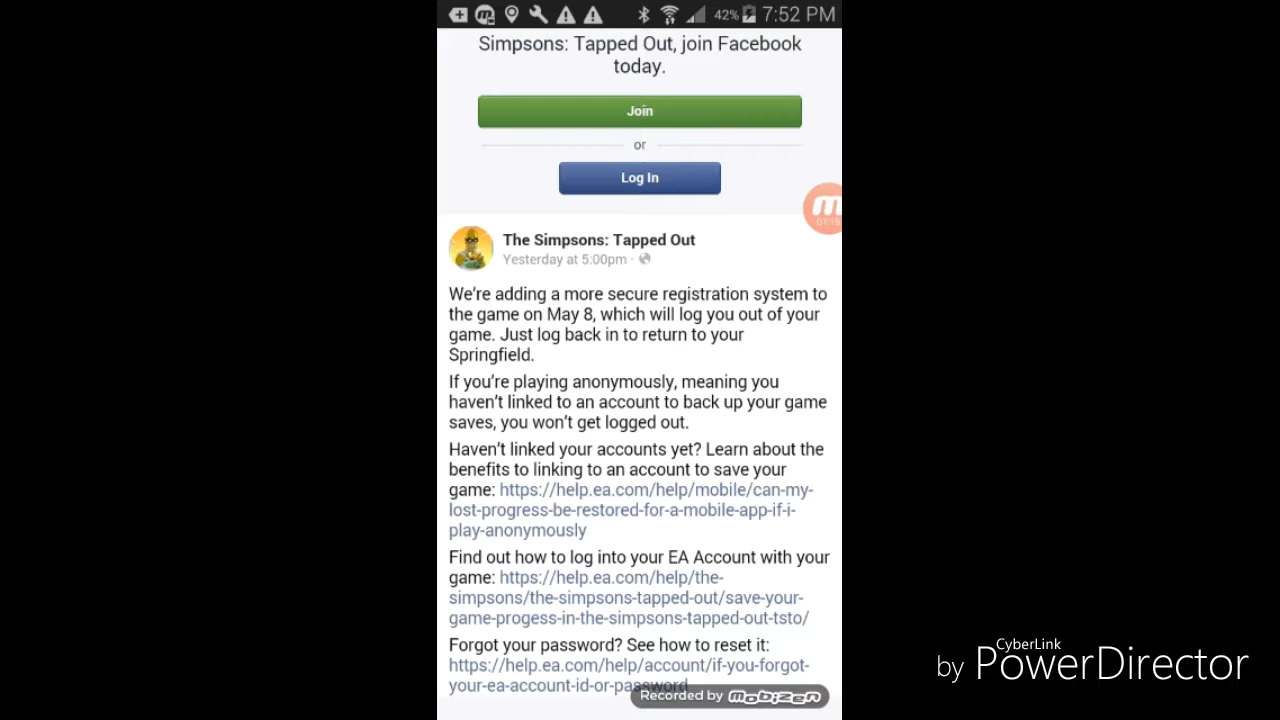 42% 7:52 PM
Simpsons: Tapped Out, join Facebook
today.
Join
or
Log In
01:19
The Simpsons: Tapped Out
Yesterday at 5:00pm ·
We're adding a more secure registration system to
the game on May 8, which will log you out of your
game. Just log back in to return to your
Springfield.
If you're playing anonymously, meaning you
haven't linked to an account to back up your game
saves, you won't get logged out.
Haven't linked your accounts yet? Learn about the
benefits to linking to an account to save your
game: https://help.ea.com/help/mobile/can-my-
lost-progress-be-restored-for-a-mobile-app-if-i-
play-anonymously
Find out how to log into your EA Account with your
game: https://help.ea.com/help/the-
simpsons/the-simpsons-tapped-out/save-your-
game-progess-in-the-simpsons-tapped-out-tsto/
Forgot your password? See how to reset it:
https://help.ea.com/help/account/if-you-forgot-
your-ea-account-id-or-password
Recorded by mobizen
CyberLink
by PowerDirector